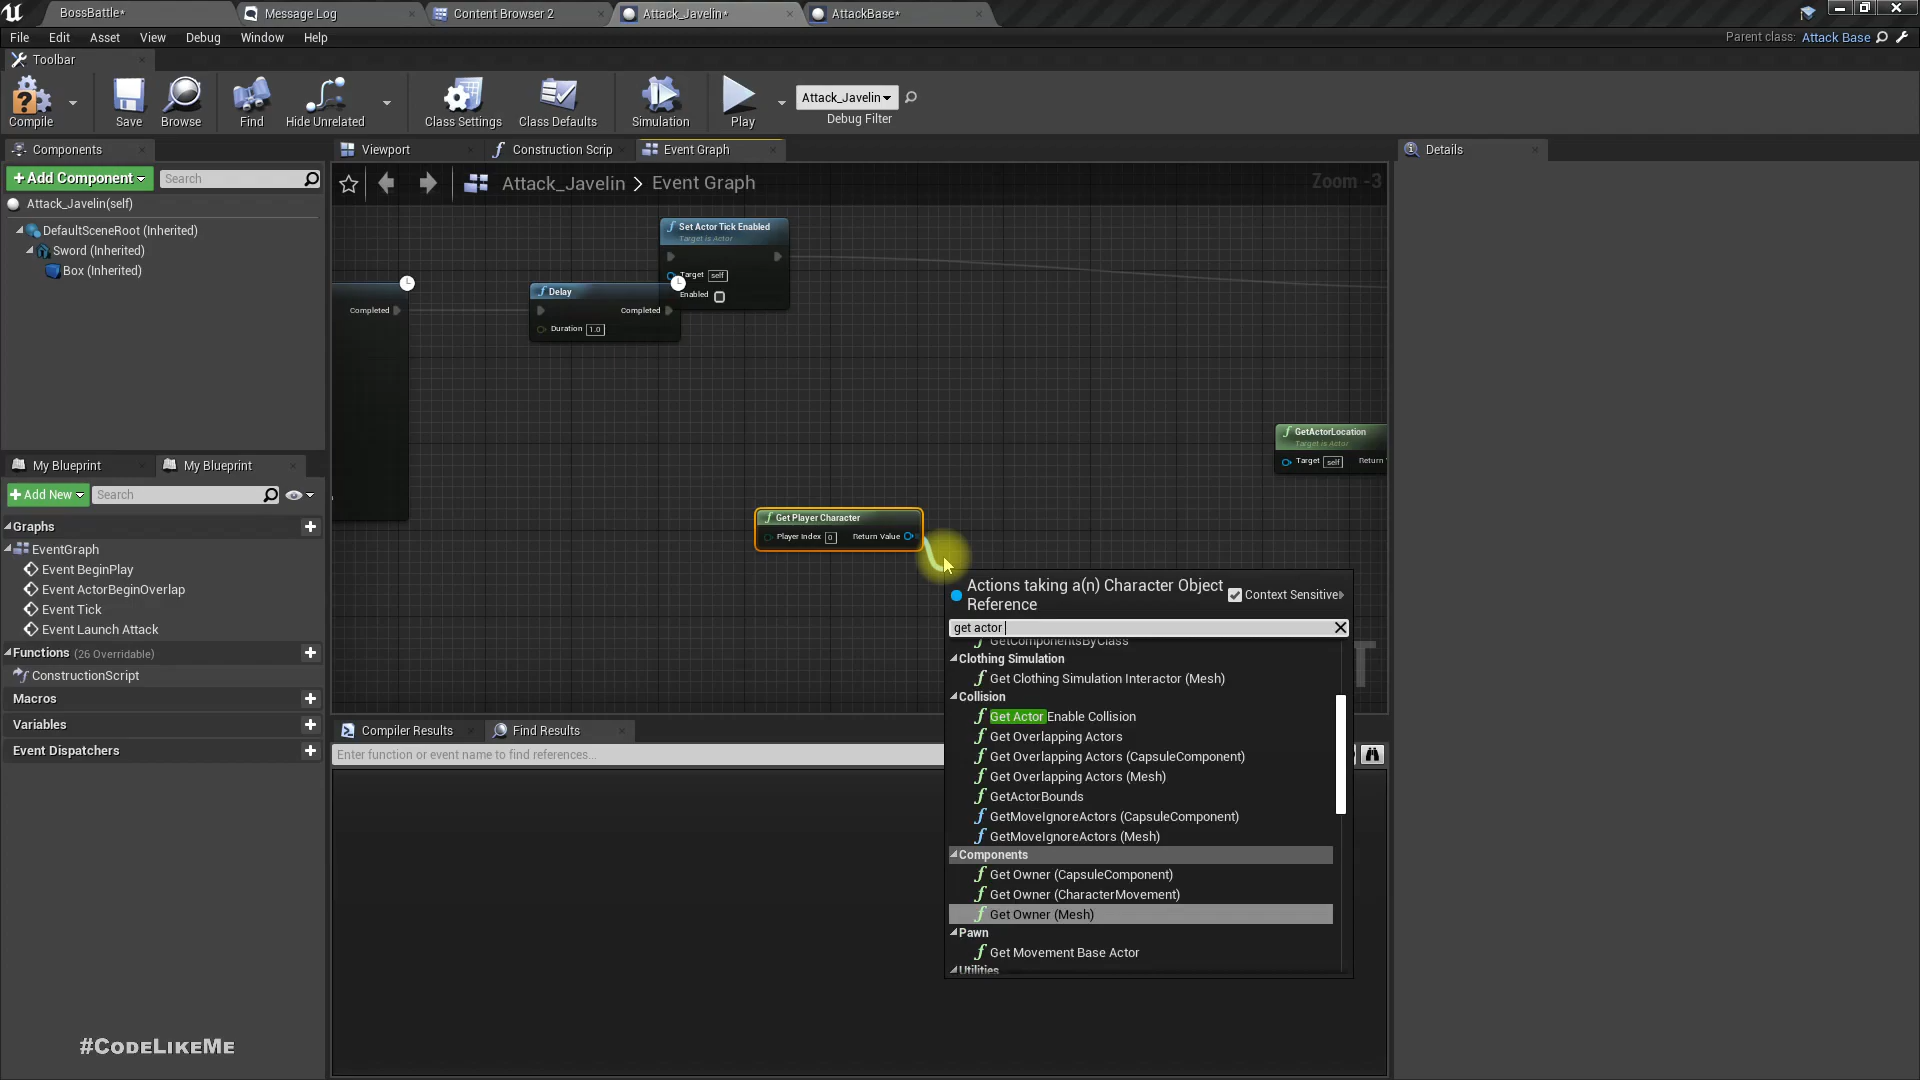 BossBattle*
Message Log
Content Browser 2
Attack_Javelin*
AttackBase*
File Edit Asset View Debug Window Help
Parent class: Attack Base
Toolbar
Compile
Save
Browse
Find
Hide Unrelated
Class Settings
Class Defaults
Simulation
Play
Attack_Javelin
Debug Filter
Components
+Add Component
Search
Attack_Javelin(self)
DefaultSceneRoot (Inherited)
Sword (Inherited)
Box (Inherited)
My Blueprint
My Blueprint
+Add New
Search
Graphs
EventGraph
Event BeginPlay
Event ActorBeginOverlap
Event Tick
Event Launch Attack
Functions (26 Overridable)
ConstructionScript
Macros
Variables
Event Dispatchers
#CodeLikeMe
Viewport
Construction Scrip
Event Graph
Attack_Javelin > Event Graph
Zoom -3
Set Actor Tick Enabled
Target is Actor
Target self
Enabled
Completed
Delay
Completed
Duration 1.0
GetActorLocation
Target is Actor
Target self Return
Get Player Character
Player Index 0 Return Value
Actions taking a(n) Character Object
Reference
Context Sensitive
get actor
GetComponentsByClass
Clothing Simulation
Get Clothing Simulation Interactor (Mesh)
Collision
Get Actor Enable Collision
Get Overlapping Actors
Get Overlapping Actors (CapsuleComponent)
Get Overlapping Actors (Mesh)
GetActorBounds
GetMoveIgnoreActors (CapsuleComponent)
GetMoveIgnoreActors (Mesh)
Components
Get Owner (CapsuleComponent)
Get Owner (CharacterMovement)
Get Owner (Mesh)
Pawn
Get Movement Base Actor
Utilities
Compiler Results
Find Results
Enter function or event name to find references...
Details